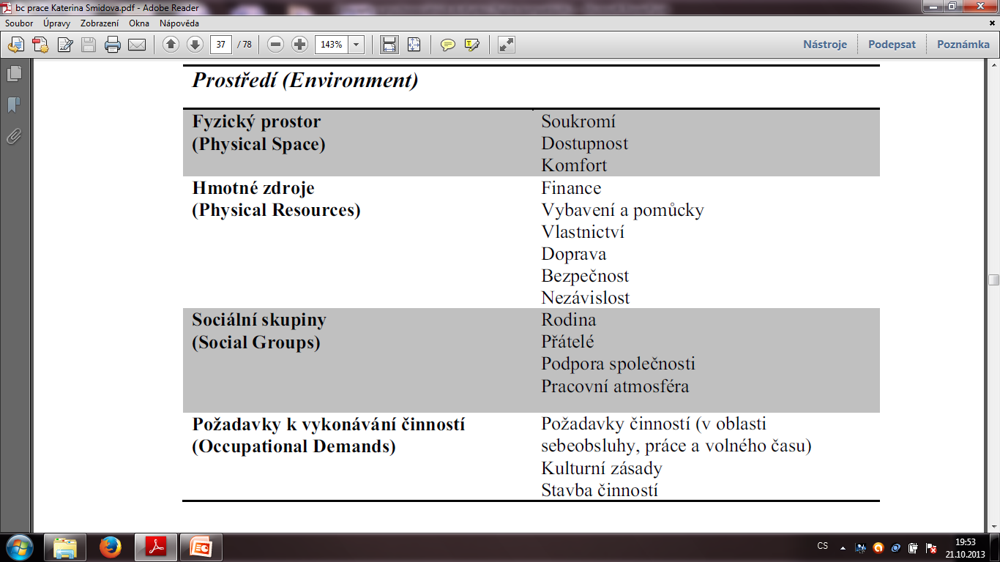 bc prace Katerina Smidova.pdf - Adobe Reader
Soubor Úpravy Zobrazení Okna Nápověda
37 / 78 143% Nástroje Podepsat Poznámka
Prostředí (Environment)
Fyzický prostor Soukromí
(Physical Space) Dostupnost
Komfort
Hmotné zdroje Finance
(Physical Resources) Vybavení a pomůcky
Vlastnictví
Doprava
Bezpečnost
Nezávislost
Sociální skupiny Rodina
(Social Groups) Přátelé
Podpora společnosti
Pracovní atmosféra
Požadavky k vykonávání činností Požadavky činností (v oblasti
(Occupational Demands) sebeobsluhy, práce a volného času)
Kulturní zásady
Stavba činností
CS 19:53
21.10.2013